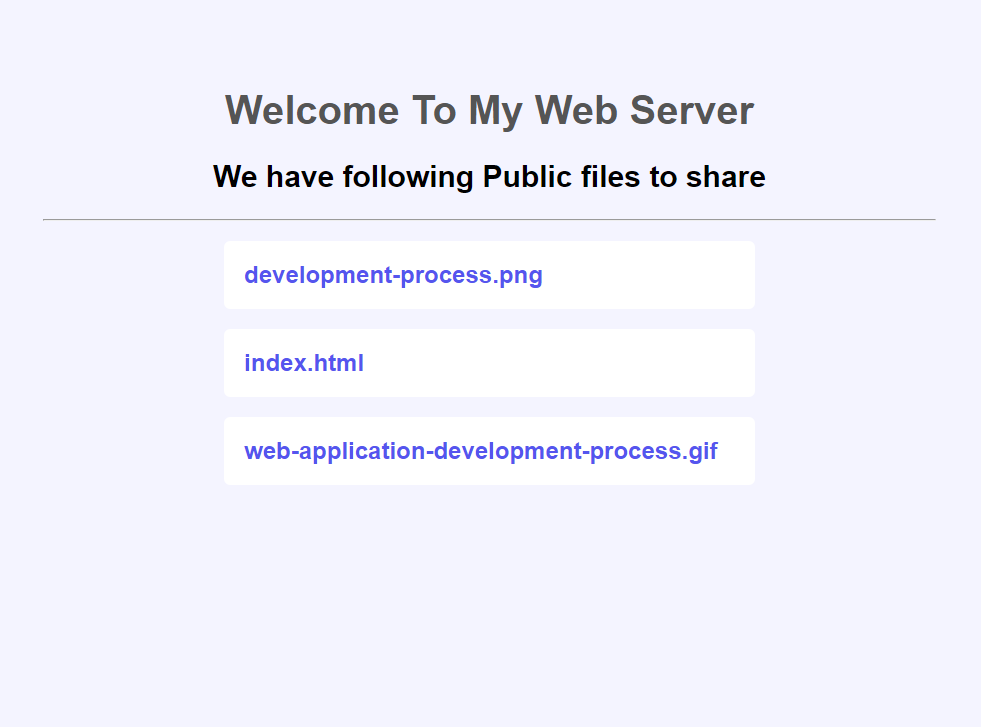 Welcome To My Web Server
We have following Public files to share
development-process.png
index.html
web-application-development-process.gif